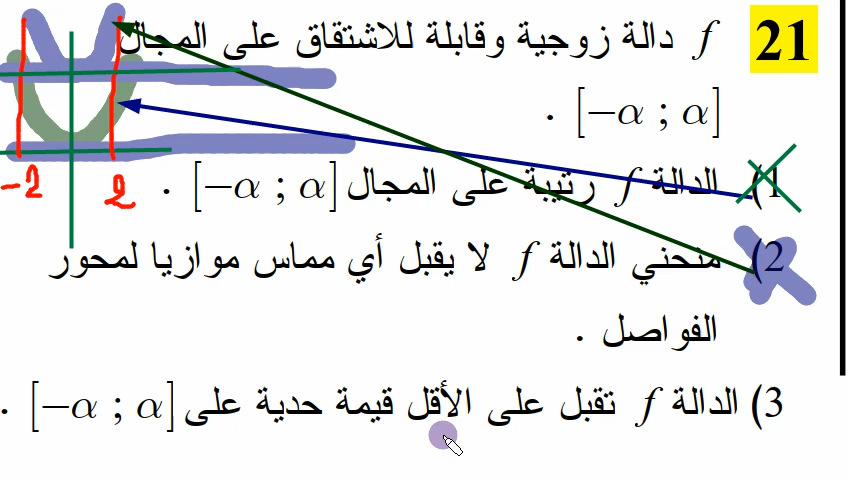 21 f دالة زوجية وقابلة للاشتقاق على المجال
[−α ; α] .
1) الدالة f رتيبة على المجال [−α ; α] .
2) منحني الدالة f لا يقبل أي مماس موازيا لمحور
الفواصل .
3) الدالة f تقبل على الأقل قيمة حدية على [−α ; α] .
-2 2